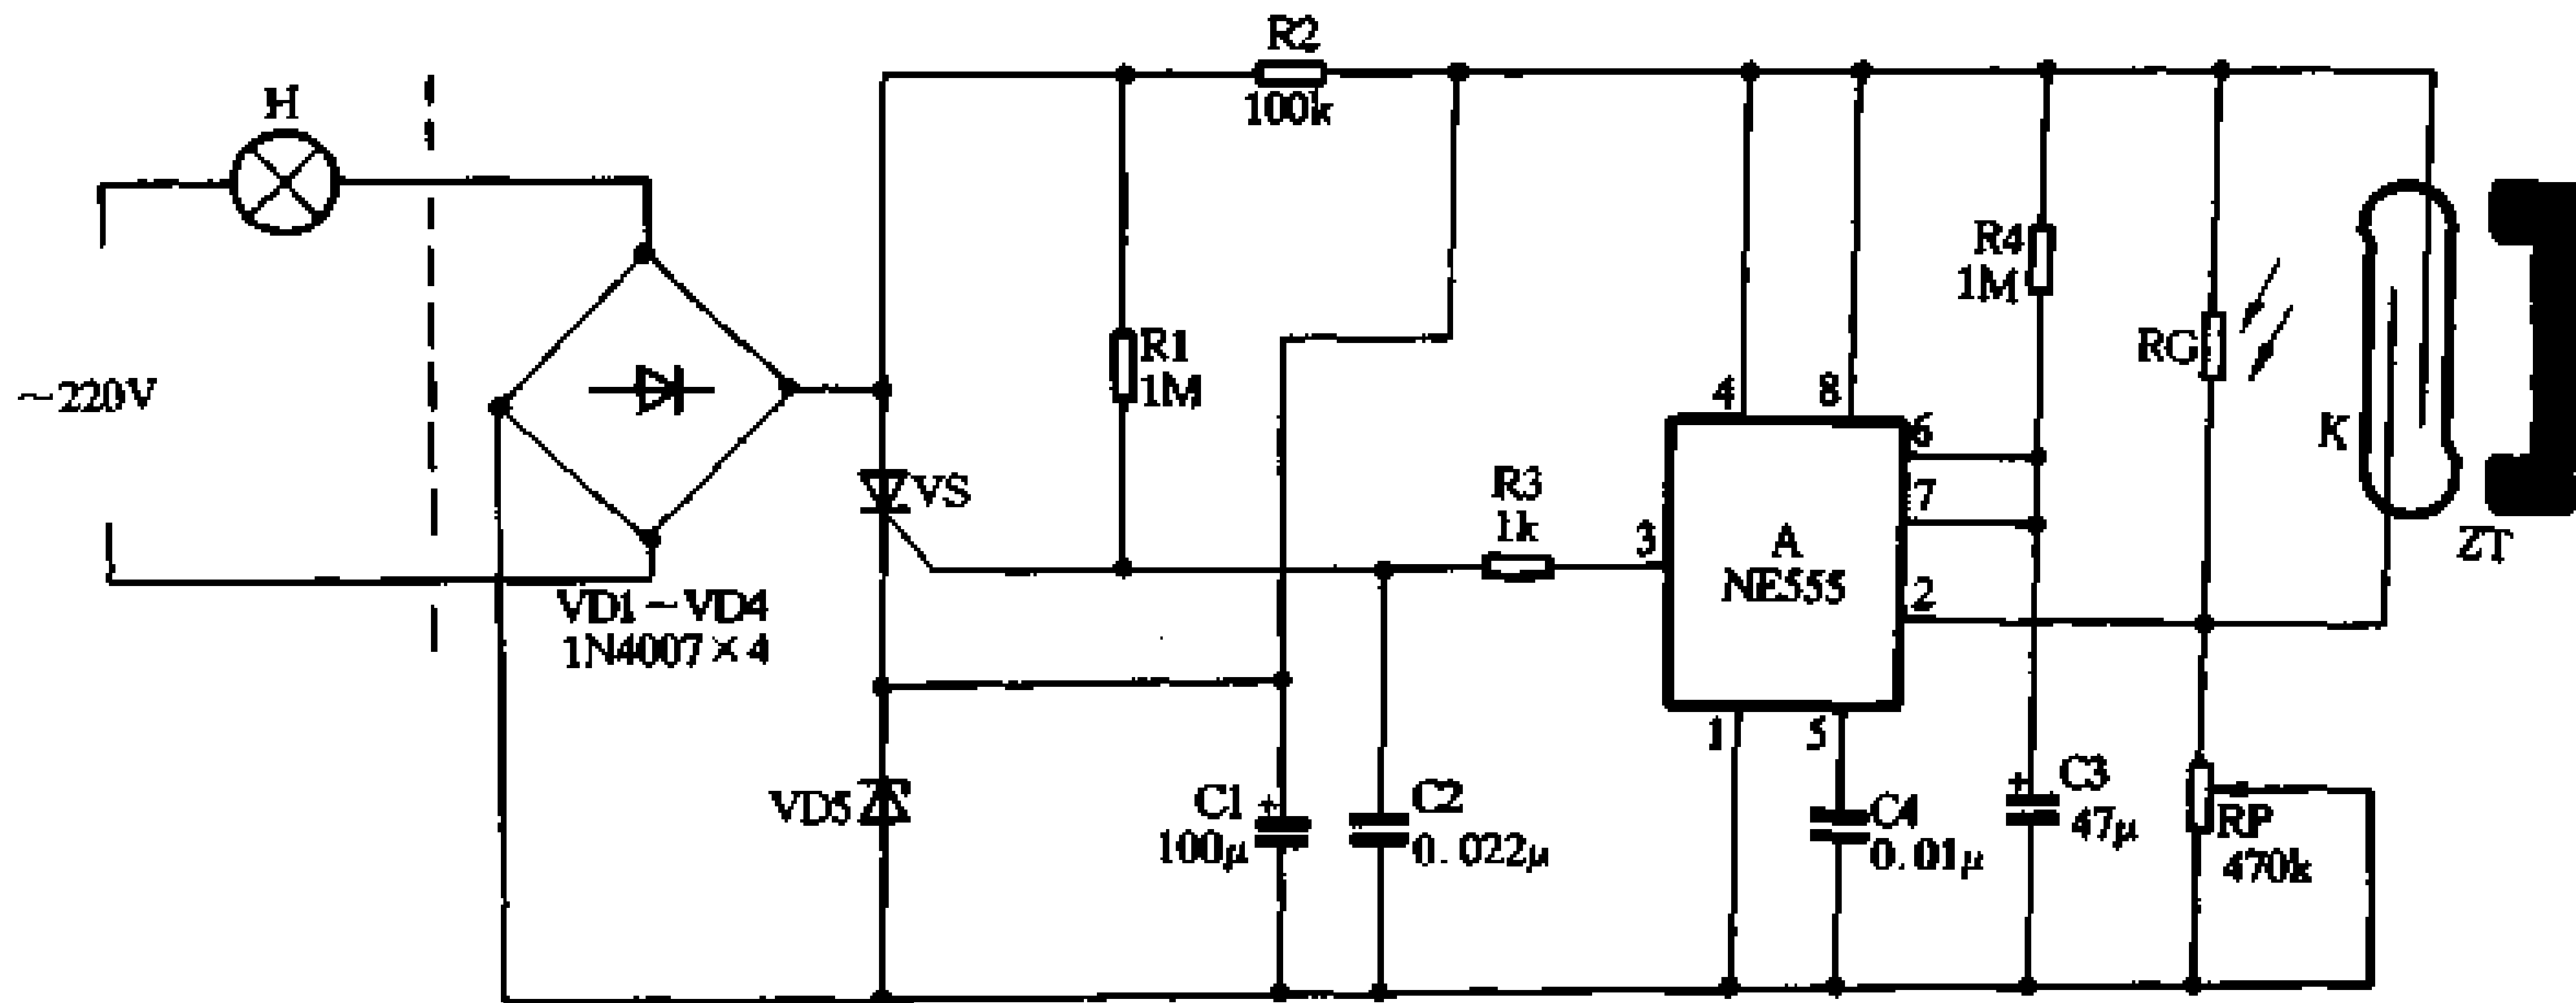 H
~220V
VD1~VD4
1N4007×4
R2
100k
R1
1M
VS
VD5
C1
+
100μ
C2
0.022μ
R3
1k
3
4
8
6
7
2
A
NE555
1
5
C4
0.01μ
R4
1M
+
C3
47μ
RG
RP
470k
K
ZT